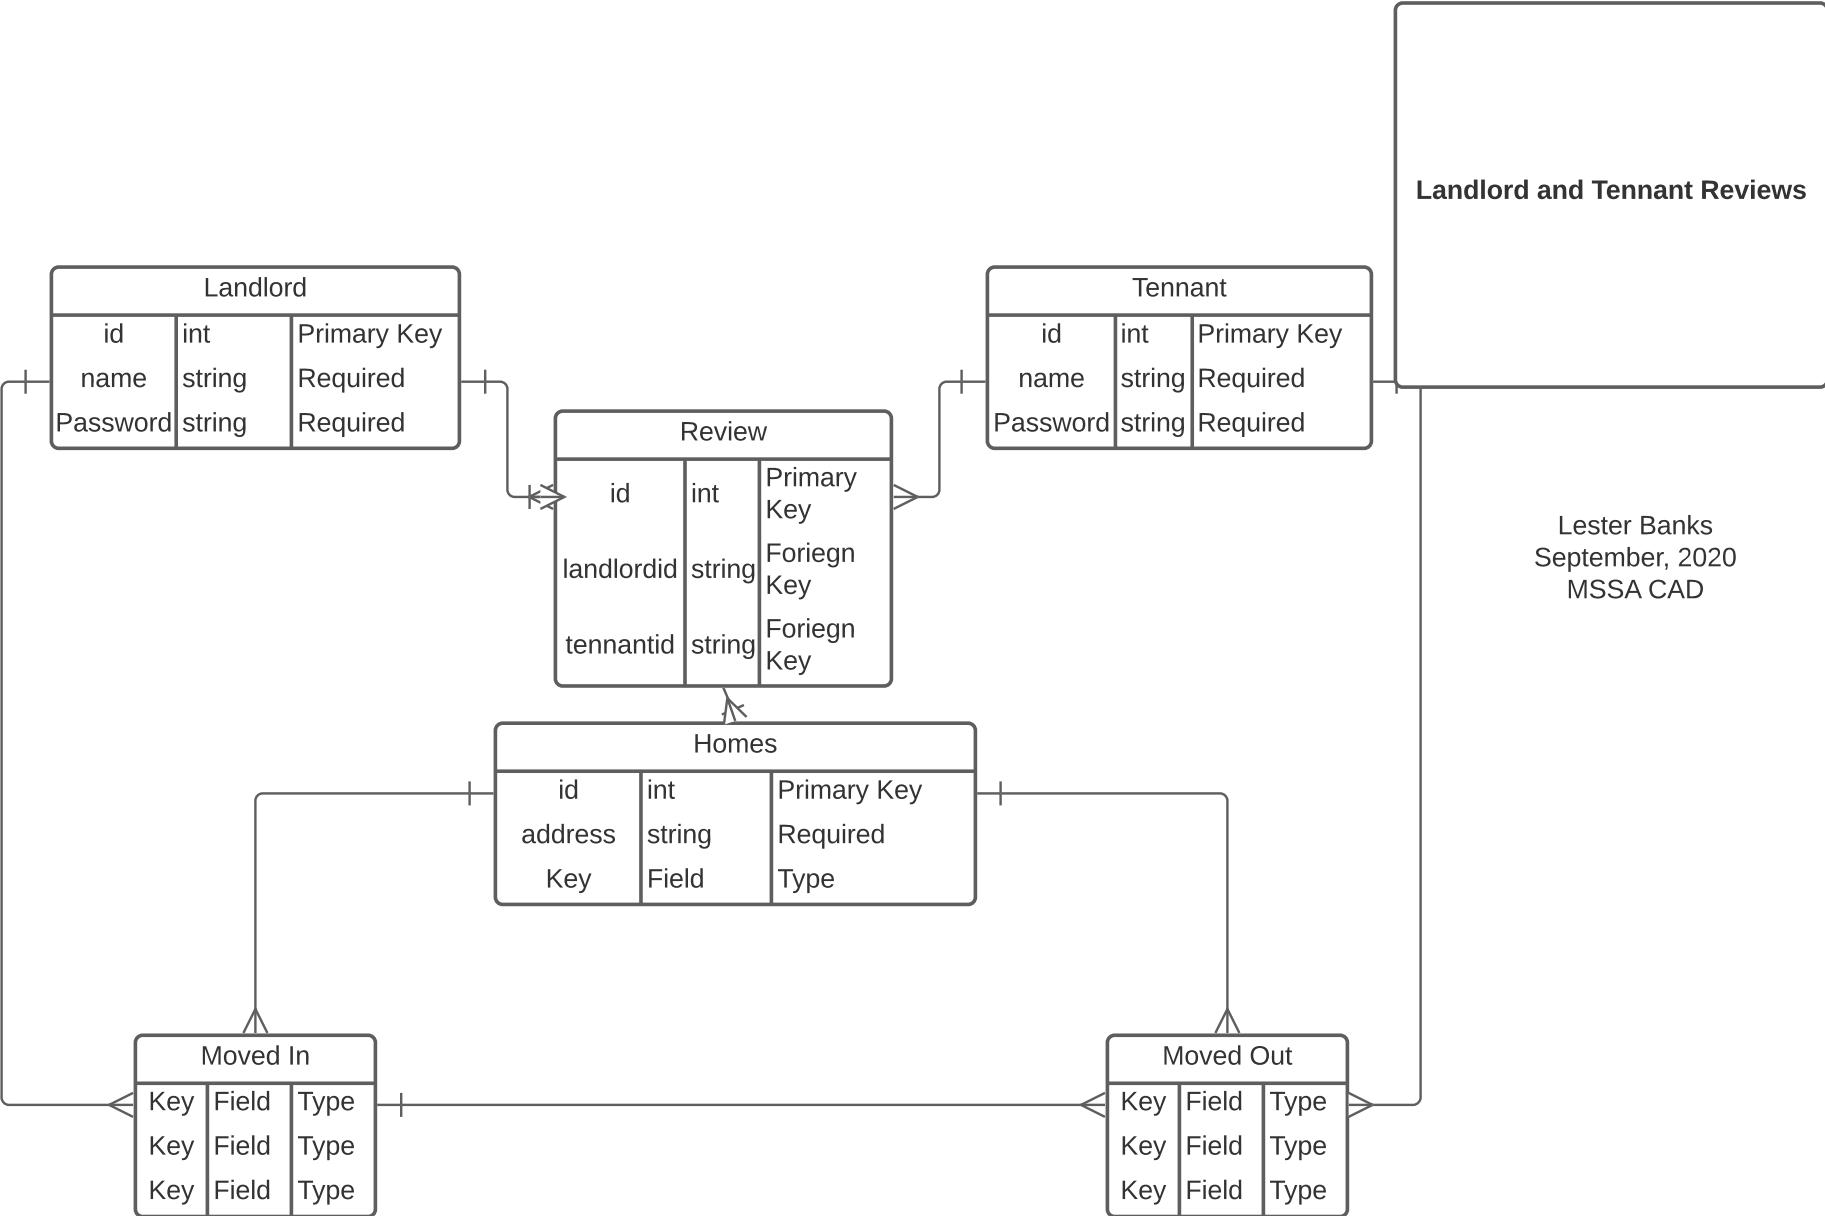 Landlord and Tennant Reviews
Landlord
id int Primary Key
name string Required
Password string Required
Tennant
id int Primary Key
name string Required
Password string Required
Review
id int Primary
Key
landlordid string Foriegn
Key
tennantid string Foriegn
Key
Lester Banks
September, 2020
MSSA CAD
Homes
id int Primary Key
address string Required
Key Field Type
Moved In
Key Field Type
Key Field Type
Key Field Type
Moved Out
Key Field Type
Key Field Type
Key Field Type